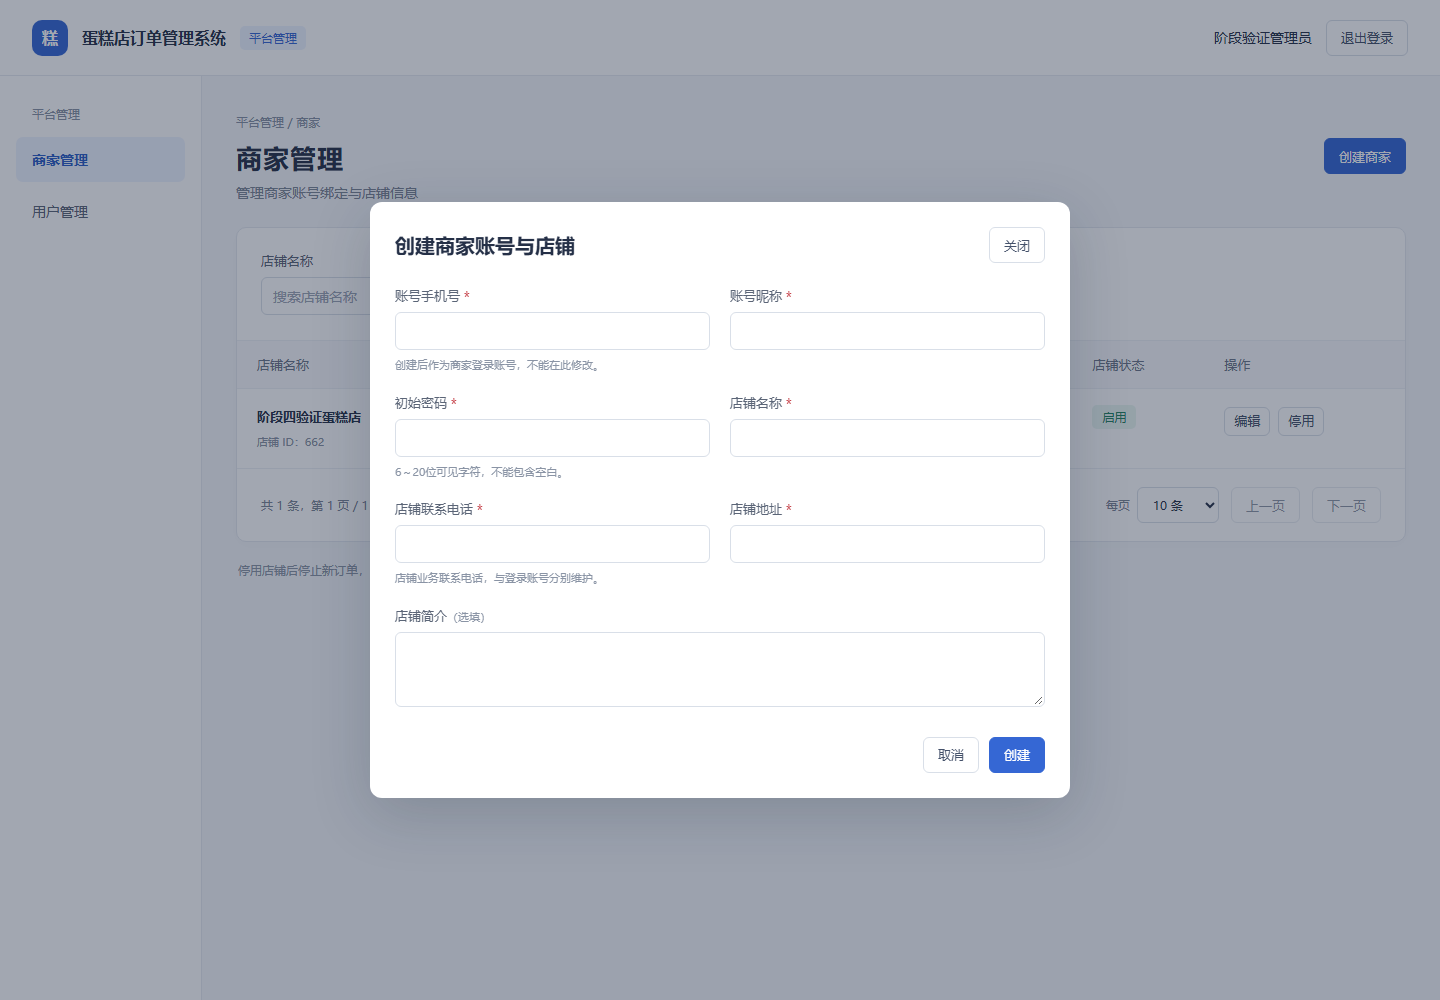 糕 蛋糕店订单管理系统 平台管理 阶段验证管理员 退出登录
平台管理
商家管理
用户管理
平台管理 / 商家
商家管理
创建商家
管理商家账号绑定与店铺信息
店铺名称
搜索店铺名称
店铺名称 店铺状态 操作
阶段四验证蛋糕店 启用 编辑 停用
店铺 ID：662
共 1 条，第 1 页 / 1 每页 10 条 上一页 下一页
停用店铺后停止新订单，
创建商家账号与店铺 关闭
账号手机号 * 账号昵称 *
创建后作为商家登录账号，不能在此修改。
初始密码 * 店铺名称 *
6～20位可见字符，不能包含空白。
店铺联系电话 * 店铺地址 *
店铺业务联系电话，与登录账号分别维护。
店铺简介（选填）
取消 创建